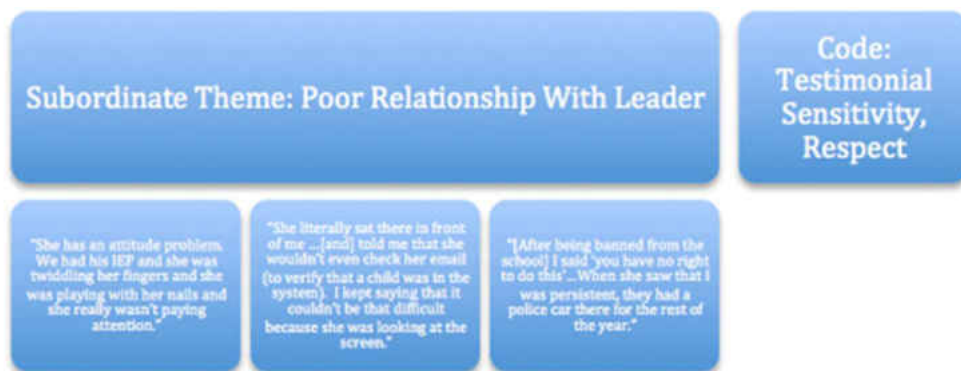 Subordinate Theme: Poor Relationship With Leader
Code:
Testimonial
Sensitivity,
Respect
"She has an attitude problem.
We had his IEP and she was
twiddling her fingers and she
was playing with her nails and
she really wasn't paying
attention."
"She literally sat there in front
of me ...[and] told me that she
wouldn't even check her email
(to verify that a child was in the
system). I kept saying that it
couldn't be that difficult
because she was looking at the
screen."
"[After being banned from the
school] I said 'you have no right
to do this'...When she saw that I
was persistent, they had a
police car there for the rest of
the year."